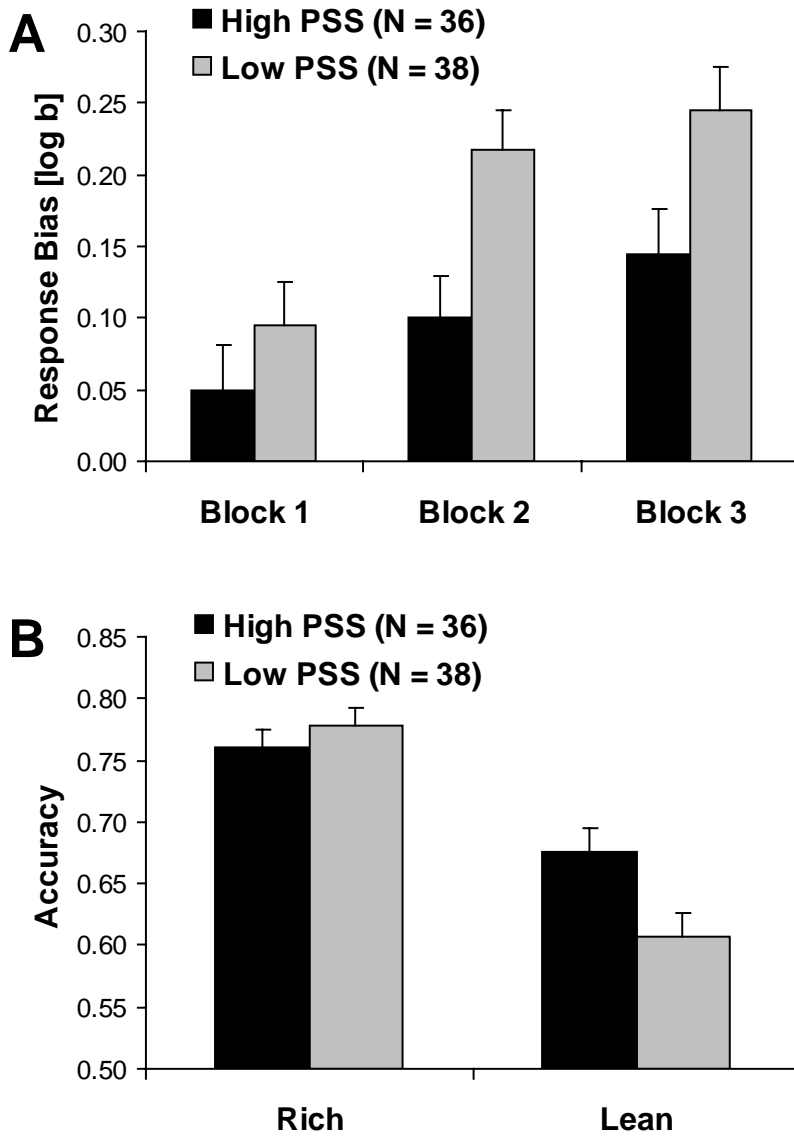 A
High PSS (N = 36)
Low PSS (N = 38)
Response Bias [log b]
0.30
0.25
0.20
0.15
0.10
0.05
0.00
Block 1 Block 2 Block 3
B
High PSS (N = 36)
Low PSS (N = 38)
Accuracy
0.85
0.80
0.75
0.70
0.65
0.60
0.55
0.50
Rich Lean